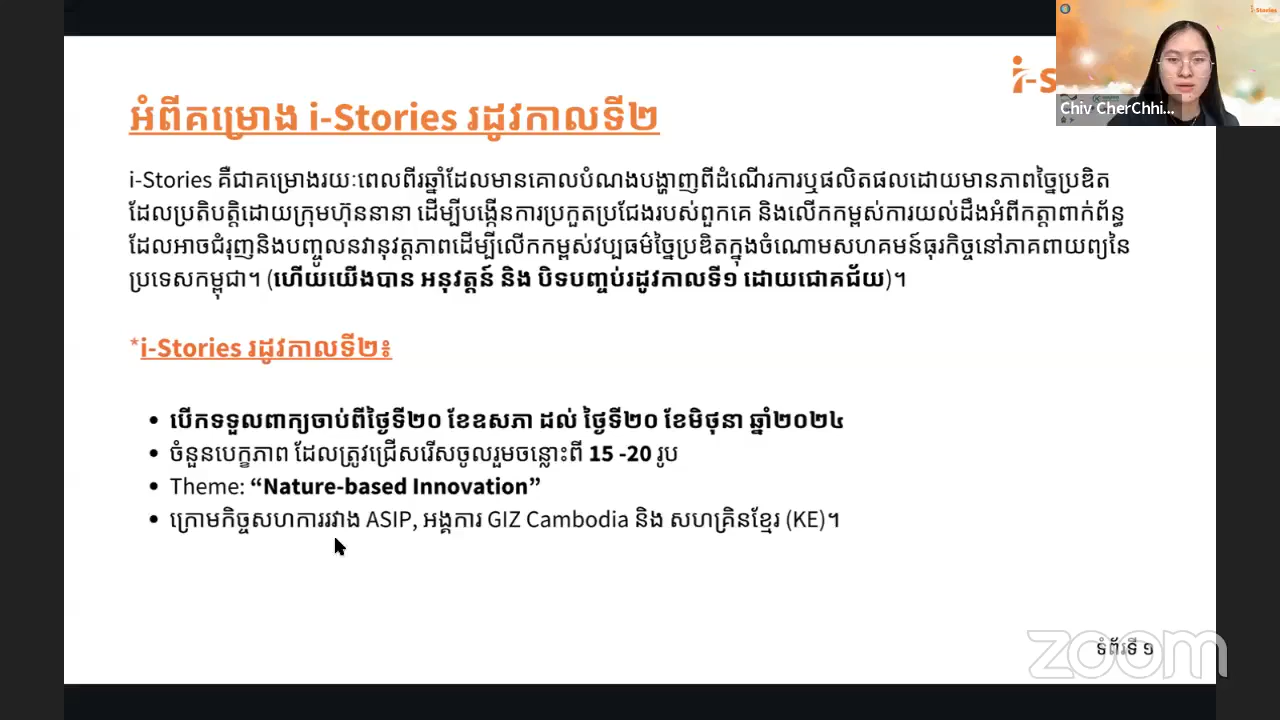 i-S
i-Stories
Chiv CherChhi...
អំពីគម្រោង i-Stories រដូវកាលទី២
i-Stories គឺជាគម្រោងរយៈពេលពីរឆ្នាំដែលមានគោលបំណងបង្ហាញពីដំណើរការឬផលិតផលដោយមានភាពច្នៃប្រឌិត
ដែលប្រតិបត្តិដោយក្រុមហ៊ុននានា ដើម្បីបង្កើនការប្រកួតប្រជែងរបស់ពួកគេ និងលើកកម្ពស់ការយល់ដឹងអំពីកត្តាពាក់ព័ន្ធ
ដែលអាចជំរុញនិងបញ្ចូលនវានុវត្តភាពដើម្បីលើកកម្ពស់វប្បធម៌ច្នៃប្រឌិតក្នុងចំណោមសហគមន៍ធុរកិច្ចនៅភាគពាយព្យនៃ
ប្រទេសកម្ពុជា។ (ហើយយើងបាន អនុវត្តន៍ និង បិទបញ្ចប់រដូវកាលទី១ ដោយជោគជ័យ)។
*i-Stories រដូវកាលទី២៖
• បើកទទួលពាក្យចាប់ពីថ្ងៃទី២០ ខែឧសភា ដល់ ថ្ងៃទី២០ ខែមិថុនា ឆ្នាំ២០២៤
• ចំនួនបេក្ខភាព ដែលត្រូវជ្រើសរើសចូលរួមចន្លោះពី 15 -20 រូប
• Theme: “Nature-based Innovation”
• ក្រោមកិច្ចសហការរវាង ASIP, អង្គការ GIZ Cambodia និង សហគ្រិនខ្មែរ (KE)។
zoom
ទំព័រទី ១